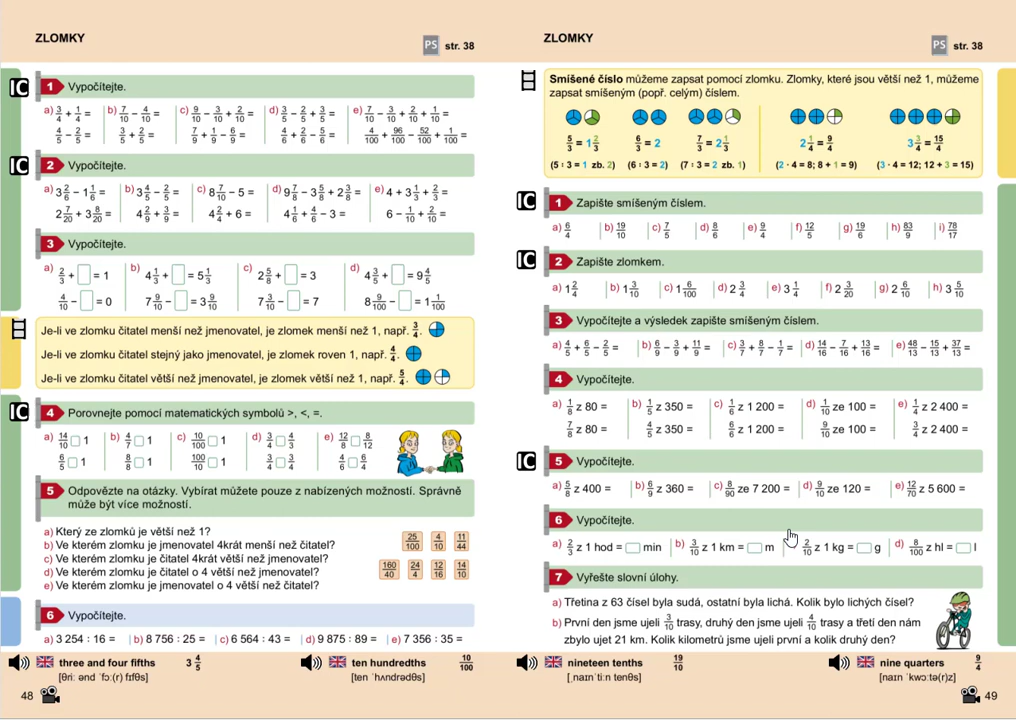 ZLOMKY
PS str. 38
1 Vypočítejte.
a) 3/4 + 1/4 = b) 7/10 − 4/10 = c) 9/10 − 3/10 + 2/10 = d) 3/5 − 2/5 + 3/5 = e) 7/10 − 3/10 + 2/10 + 1/10 =
4/5 − 2/5 = 3/5 + 2/5 = 7/9 + 1/9 − 6/9 = 4/6 + 2/6 − 5/6 = 4/100 + 96/100 − 52/100 + 1/100 =
2 Vypočítejte.
a) 3 2/6 − 1 1/6 = b) 3 4/5 − 2/5 = c) 8 7/10 − 5 = d) 9 7/8 − 3 5/8 + 2 3/8 = e) 4 + 3 1/3 + 2/3 =
2 7/20 + 3 8/20 = 4 2/9 + 3/9 = 4 2/4 + 6 = 4 1/6 + 4/6 − 3 = 6 − 1/10 + 2/10 =
3 Vypočítejte.
a) 2/3 + □ = 1 b) 4 1/3 + □ = 5 1/3 c) 2 5/8 + □ = 3 d) 4 3/5 + □ = 9 4/5
4/10 − □ = 0 7 9/10 − □ = 3 9/10 7 3/10 − □ = 7 8 9/100 − □ = 1 1/100
Je-li ve zlomku čitatel menší než jmenovatel, je zlomek menší než 1, např. 3/4.
Je-li ve zlomku čitatel stejný jako jmenovatel, je zlomek roven 1, např. 4/4.
Je-li ve zlomku čitatel větší než jmenovatel, je zlomek větší než 1, např. 5/4.
4 Porovnejte pomocí matematických symbolů >, <, =.
a) 14/10 □ 1 b) 4/7 □ 1 c) 10/100 □ 1 d) 3/4 □ 4/3 e) 12/8 □ 8/12
6/5 □ 1 8/8 □ 1 100/10 □ 1 3/4 □ 3/4 4/6 □ 6/4
5 Odpovězte na otázky. Vybírat můžete pouze z nabízených možností. Správně
může být více možností.
a) Který ze zlomků je větší než 1?
b) Ve kterém zlomku je jmenovatel 4krát menší než čitatel?
c) Ve kterém zlomku je čitatel 4krát větší než jmenovatel?
d) Ve kterém zlomku je čitatel o 4 větší než jmenovatel?
e) Ve kterém zlomku je jmenovatel o 4 větší než čitatel?
25/100 4/10 11/44
160/40 24/4 12/16 14/10
6 Vypočítejte.
a) 3 254 : 16 = b) 8 756 : 25 = c) 6 564 : 43 = d) 9 875 : 89 = e) 7 356 : 35 =
three and four fifths 3 4/5 ten hundredths 10/100
[θriː ənd ˈfɔː(r) fɪfθs] [ten ˈhʌndrədθs]
48
ZLOMKY
PS str. 38
Smíšené číslo můžeme zapsat pomocí zlomku. Zlomky, které jsou větší než 1, můžeme
zapsat smíšeným (popř. celým) číslem.
5/3 = 1 2/3 6/3 = 2 7/3 = 2 1/3 2 1/4 = 9/4 3 3/4 = 15/4
(5 : 3 = 1 zb. 2) (6 : 3 = 2) (7 : 3 = 2 zb. 1) (2 · 4 = 8; 8 + 1 = 9) (3 · 4 = 12; 12 + 3 = 15)
1 Zapište smíšeným číslem.
a) 6/4 b) 19/10 c) 7/5 d) 8/6 e) 9/4 f) 12/5 g) 19/6 h) 83/9 i) 78/17
2 Zapište zlomkem.
a) 1 2/4 b) 1 3/10 c) 1 6/100 d) 2 3/4 e) 3 1/4 f) 2 3/20 g) 2 6/10 h) 3 5/10
3 Vypočítejte a výsledek zapište smíšeným číslem.
a) 4/5 + 6/5 − 2/5 = b) 6/9 − 3/9 + 11/9 = c) 3/7 + 8/7 − 1/7 = d) 14/16 − 7/16 + 13/16 = e) 48/13 − 15/13 + 37/13 =
4 Vypočítejte.
a) 1/8 z 80 = b) 1/5 z 350 = c) 1/6 z 1 200 = d) 1/10 ze 100 = e) 1/4 z 2 400 =
7/8 z 80 = 4/5 z 350 = 6/6 z 1 200 = 9/10 ze 100 = 3/4 z 2 400 =
5 Vypočítejte.
a) 5/8 z 400 = b) 6/9 z 360 = c) 8/90 ze 7 200 = d) 9/10 ze 120 = e) 12/70 z 5 600 =
6 Vypočítejte.
a) 2/3 z 1 hod = □ min b) 3/10 z 1 km = □ m 2/10 z 1 kg = □ g d) 8/100 z hl = □ l
7 Vyřešte slovní úlohy.
a) Třetina z 63 čísel byla sudá, ostatní byla lichá. Kolik bylo lichých čísel?
b) První den jsme ujeli 3/10 trasy, druhý den jsme ujeli 4/10 trasy a třetí den nám
zbylo ujet 21 km. Kolik kilometrů jsme ujeli první a kolik druhý den?
nineteen tenths 19/10 nine quarters 9/4
[ˌnaɪnˈtiːn tenθs] [naɪn ˈkwɔːtə(r)z]
49